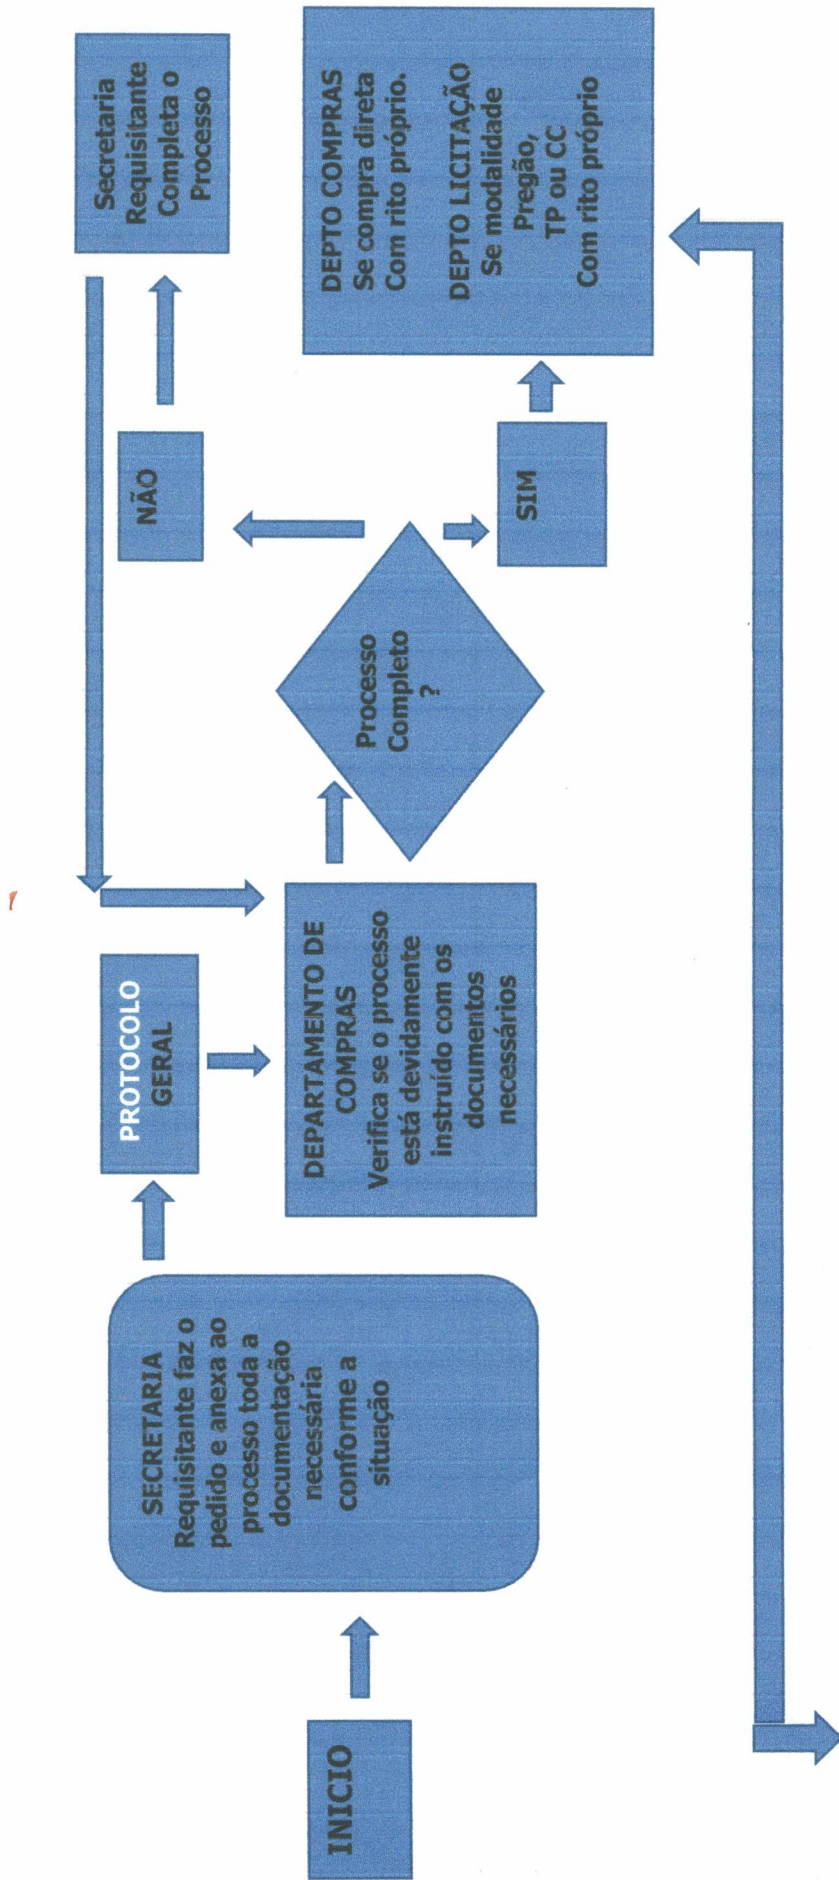 INICIO
SECRETARIA
Requisitante faz o
pedido e anexa ao
processo toda a
documentação
necessária
conforme a
situação
PROTOCOLO
GERAL
DEPARTAMENTO DE
COMPRAS
Verifica se o processo
está devidamente
instruído com os
documentos
necessários
Processo
Completo
?
NÃO
Secretaria
Requisitante
Completa o
Processo
SIM
DEPTO COMPRAS
Se compra direta
Com rito próprio.
DEPTO LICITAÇÃO
Se modalidade
Pregão,
TP ou CC
Com rito próprio